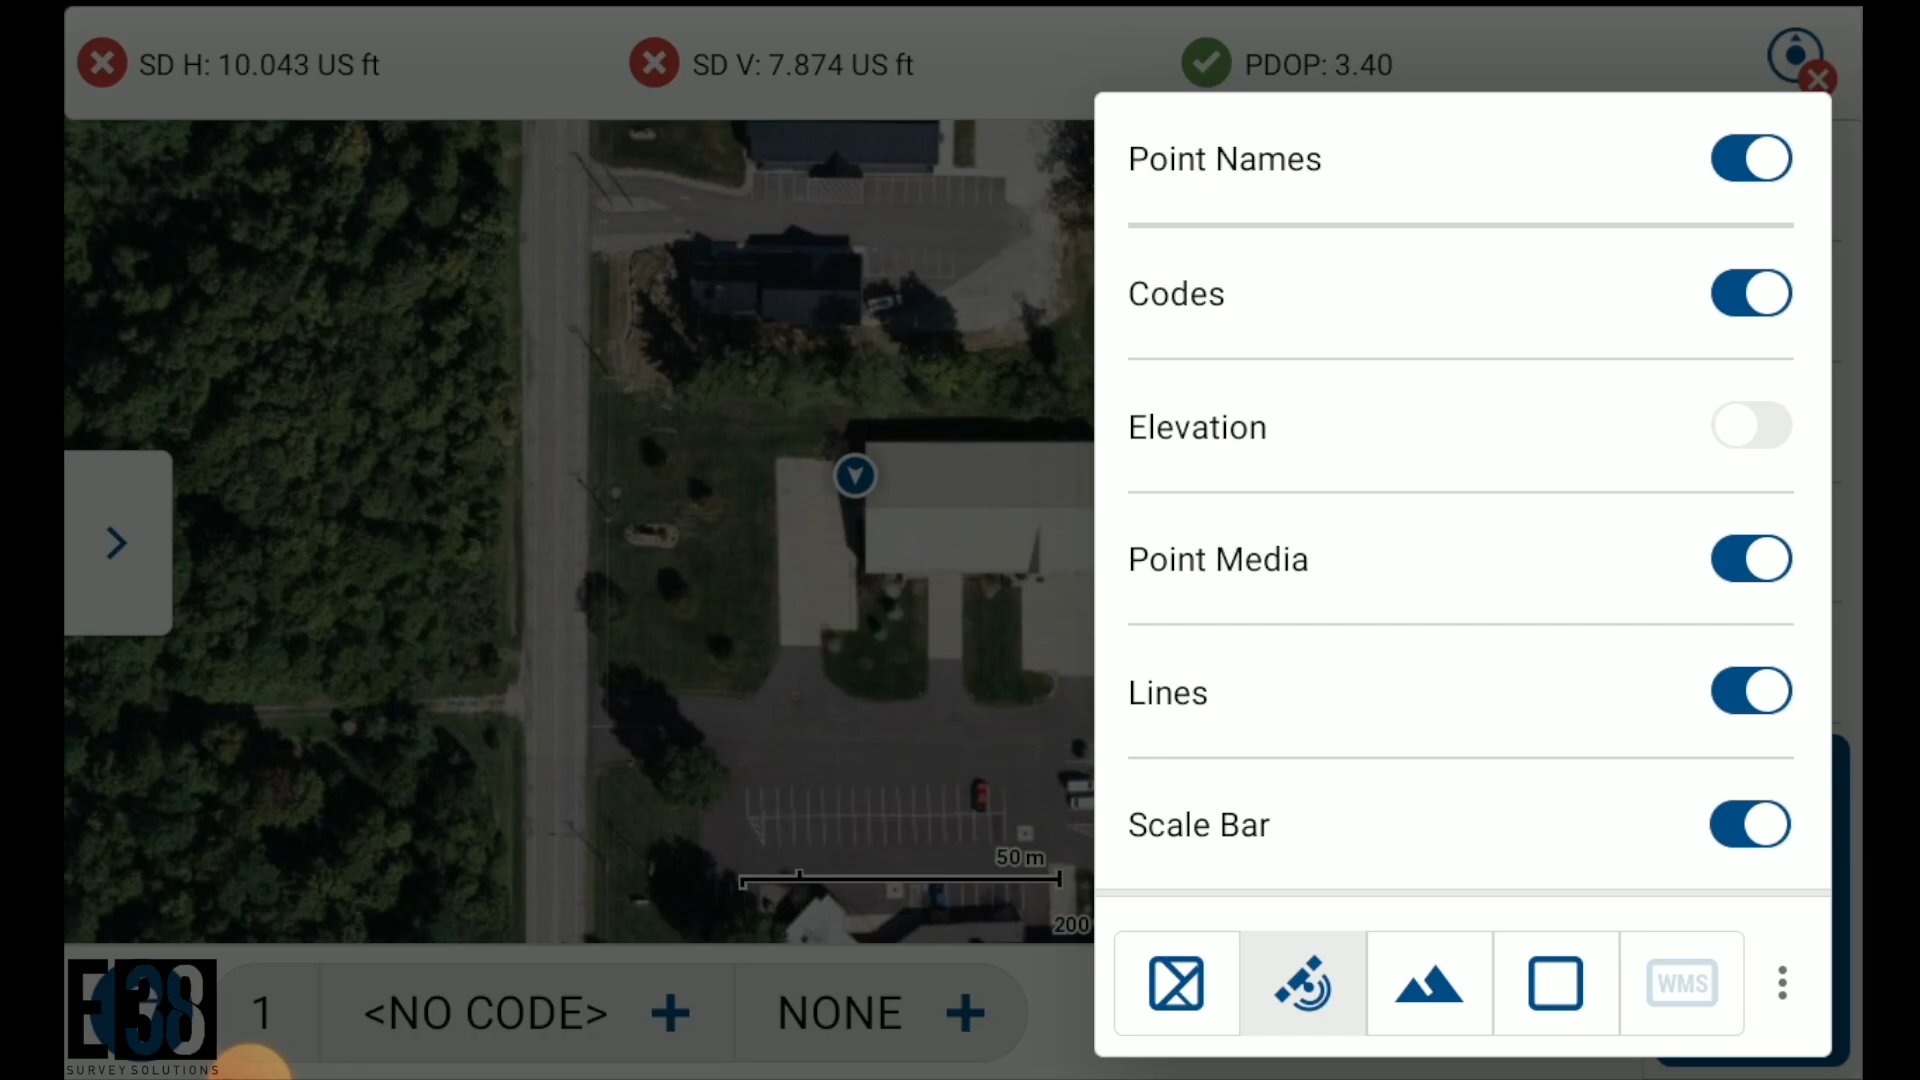 SD H: 10.043 US ft
SD V: 7.874 US ft
PDOP: 3.40
Point Names
Codes
Elevation
Point Media
Lines
Scale Bar
50 m
200
WMS
1
<NO CODE>
NONE
E38
SURVEY SOLUTIONS